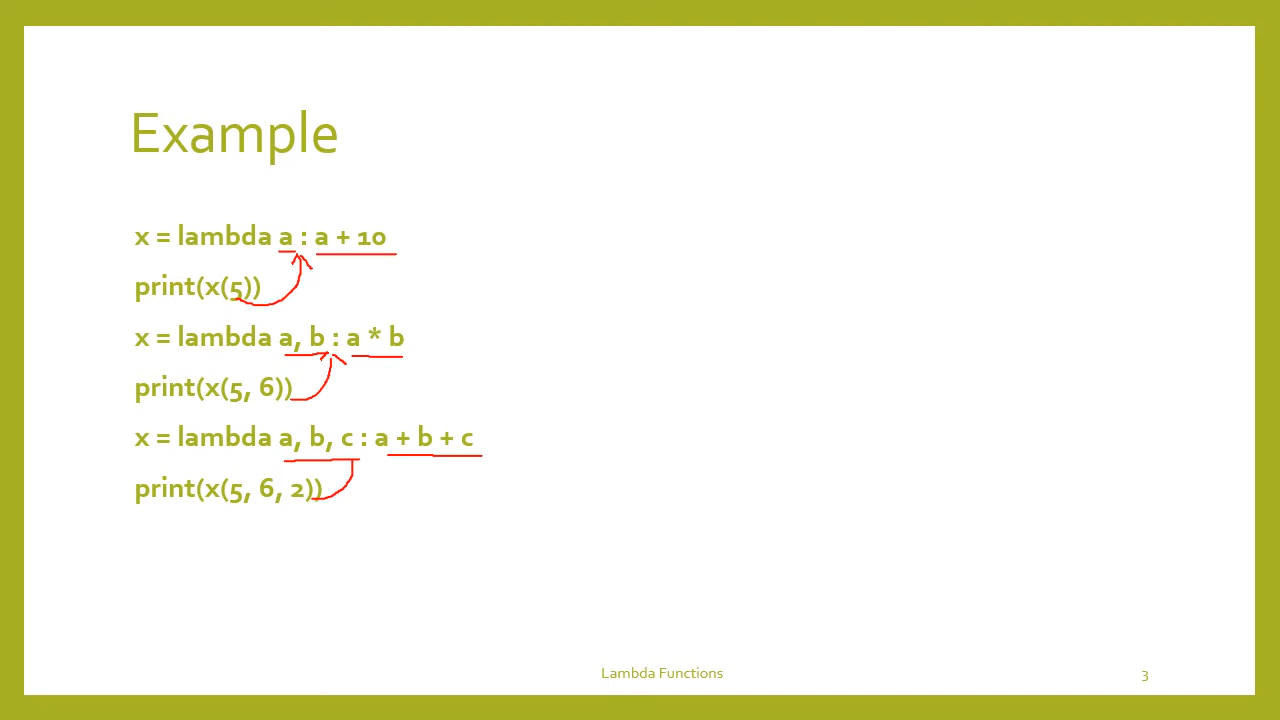 Example
x = lambda a : a + 10
print(x(5))
x = lambda a, b : a * b
print(x(5, 6))
x = lambda a, b, c : a + b + c
print(x(5, 6, 2))
Lambda Functions
3